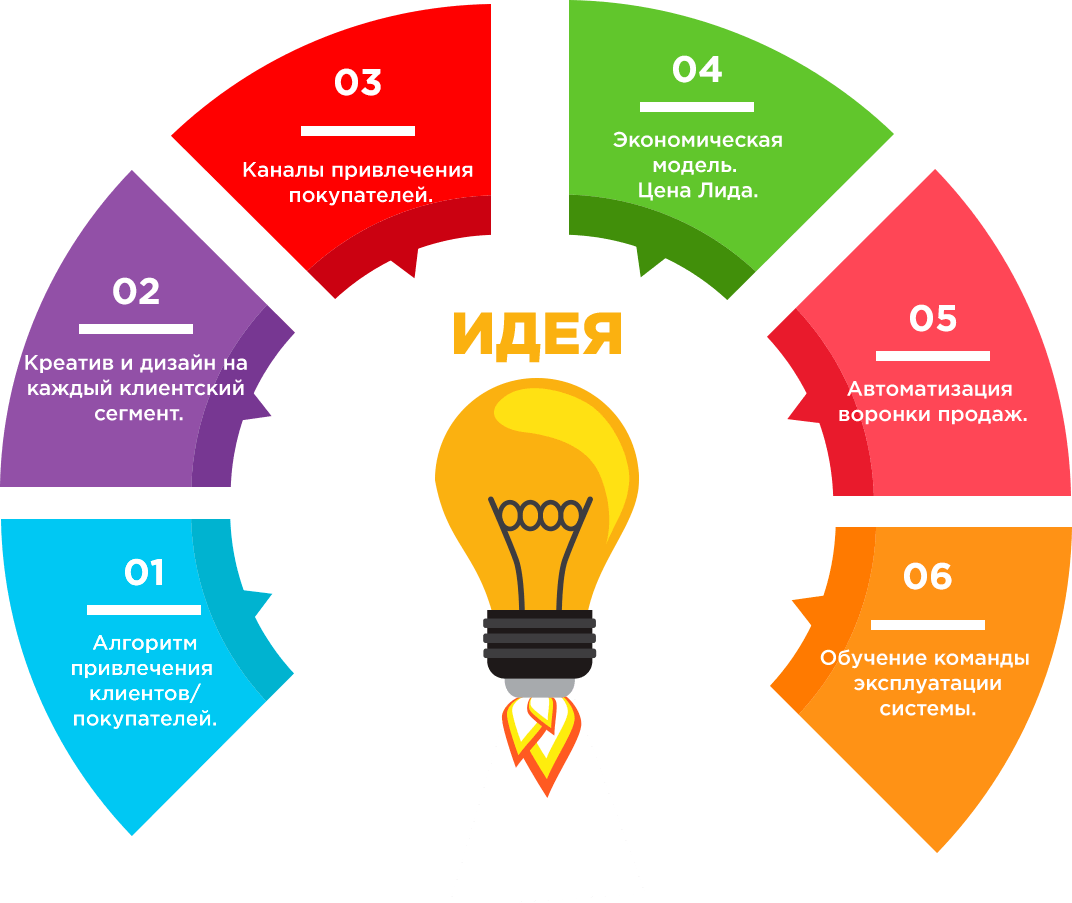 01
Алгоритм
привлечения
клиентов/
покупателей.
02
Креатив и дизайн на
каждый клиентский
сегмент.
03
Каналы привлечения
покупателей.
04
Экономическая
модель.
Цена Лида.
05
Автоматизация
воронки продаж.
06
Обучение команды
эксплуатации
системы.
ИДЕЯ